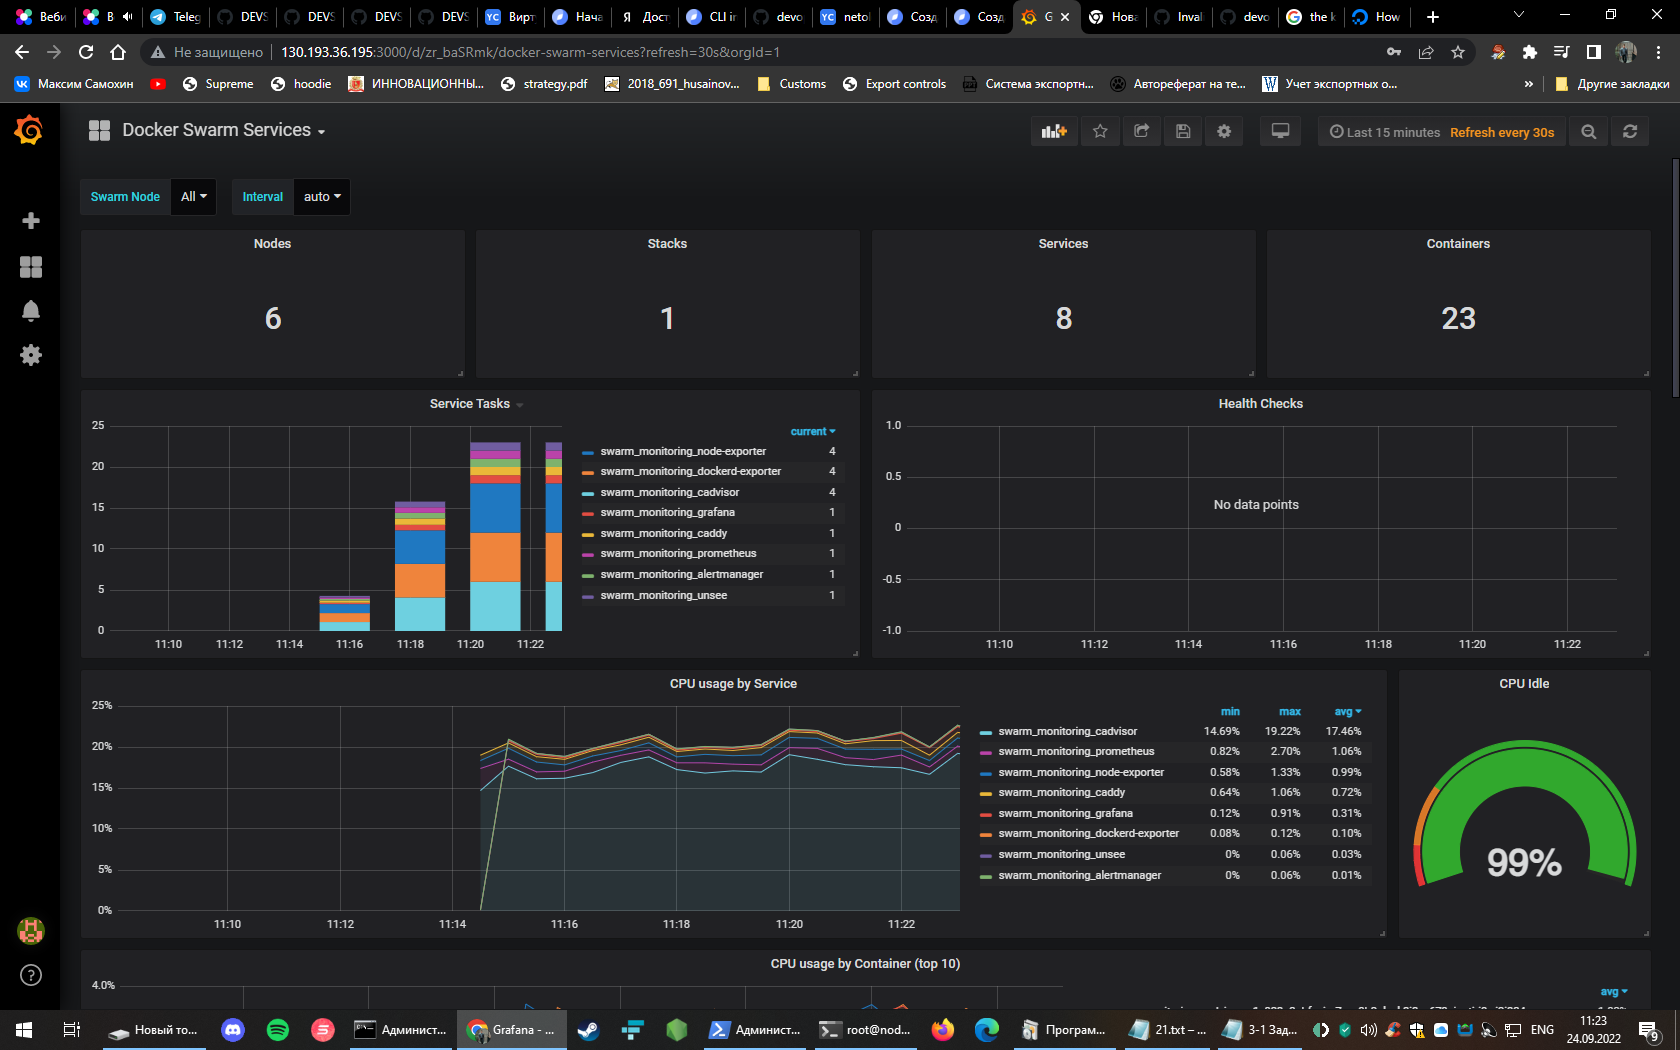 Веби
В
Teleg
DEVS
DEVS
DEVS
DEVS
Вирт
Нача
Дост
CLI in
devo
netol
Созд
Созд
G
Нова
Inval
devo
the k
How
Не защищено
130.193.36.195:3000/d/zr_baSRmk/docker-swarm-services?refresh=30s&orgId=1
Максим Самохин
Supreme
hoodie
ИННОВАЦИОННЫ...
strategy.pdf
2018_691_husainov...
Customs
Export controls
Система экспортн...
Автореферат на те...
Учет экспортных о...
»
Другие закладки
Docker Swarm Services
Last 15 minutes Refresh every 30s
Swarm Node All
Interval auto
Nodes
6
Stacks
1
Services
8
Containers
23
Service Tasks
25
20
15
10
5
0
11:10 11:12 11:14 11:16 11:18 11:20 11:22
current
swarm_monitoring_node-exporter 4
swarm_monitoring_dockerd-exporter 4
swarm_monitoring_cadvisor 4
swarm_monitoring_grafana 1
swarm_monitoring_caddy 1
swarm_monitoring_prometheus 1
swarm_monitoring_alertmanager 1
swarm_monitoring_unsee 1
Health Checks
1.0
0.5
0
-0.5
-1.0
No data points
11:10 11:12 11:14 11:16 11:18 11:20 11:22
CPU usage by Service
25%
20%
15%
10%
5%
0%
11:10 11:12 11:14 11:16 11:18 11:20 11:22
min max avg
swarm_monitoring_cadvisor 14.69% 19.22% 17.46%
swarm_monitoring_prometheus 0.82% 2.70% 1.06%
swarm_monitoring_node-exporter 0.58% 1.33% 0.99%
swarm_monitoring_caddy 0.64% 1.06% 0.72%
swarm_monitoring_grafana 0.12% 0.91% 0.31%
swarm_monitoring_dockerd-exporter 0.08% 0.12% 0.10%
swarm_monitoring_unsee 0% 0.06% 0.03%
swarm_monitoring_alertmanager 0% 0.06% 0.01%
CPU Idle
99%
CPU usage by Container (top 10)
4.0%
avg
Новый то...
Админист...
Grafana - ...
Админист...
root@nod...
Програм...
21.txt – ...
3-1 Зад...
ENG
11:23
24.09.2022
9